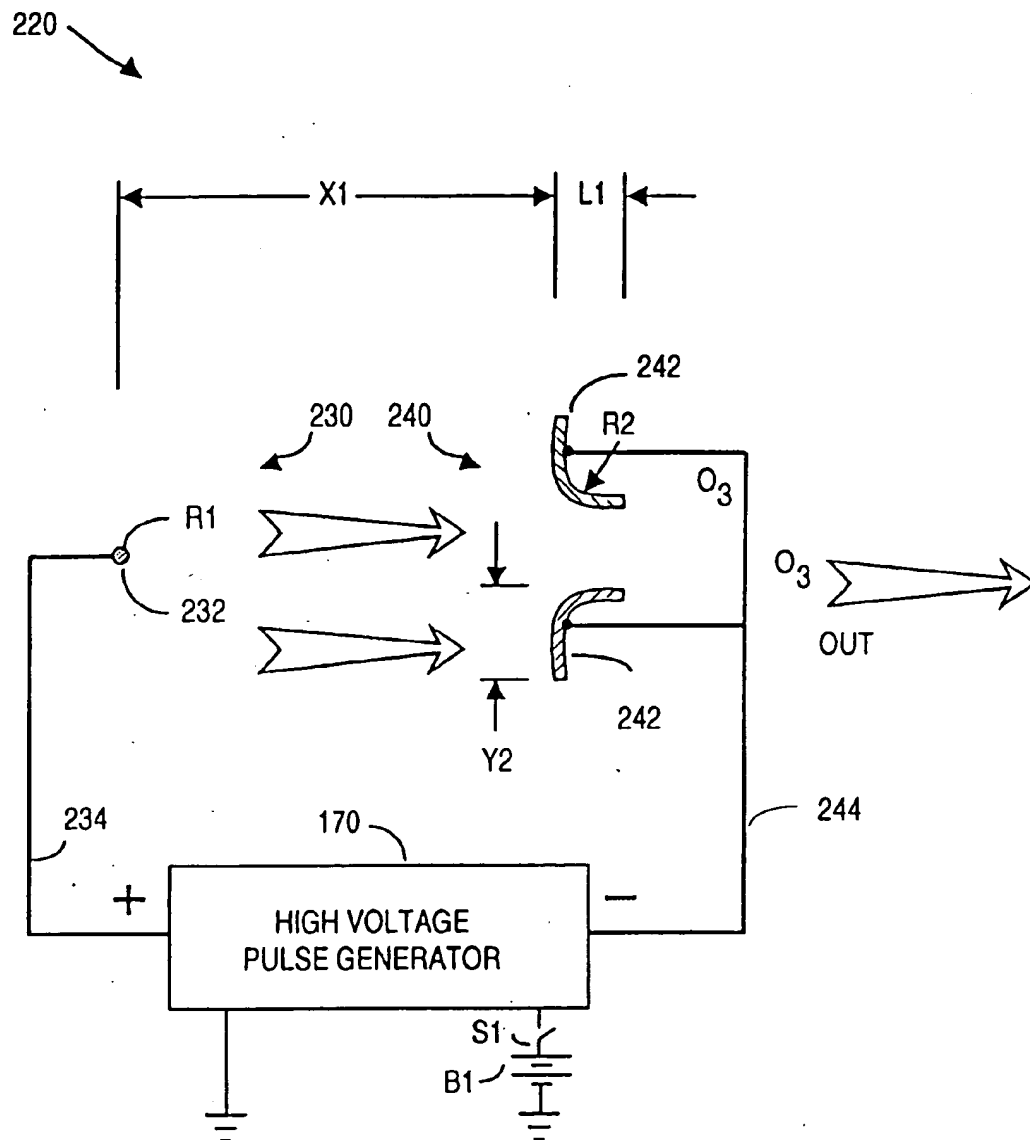 220
X1
L1
242
230
240
R2
O3
R1
232
O3
OUT
242
Y2
234
170
244
+
−
HIGH VOLTAGE
PULSE GENERATOR
S1
B1